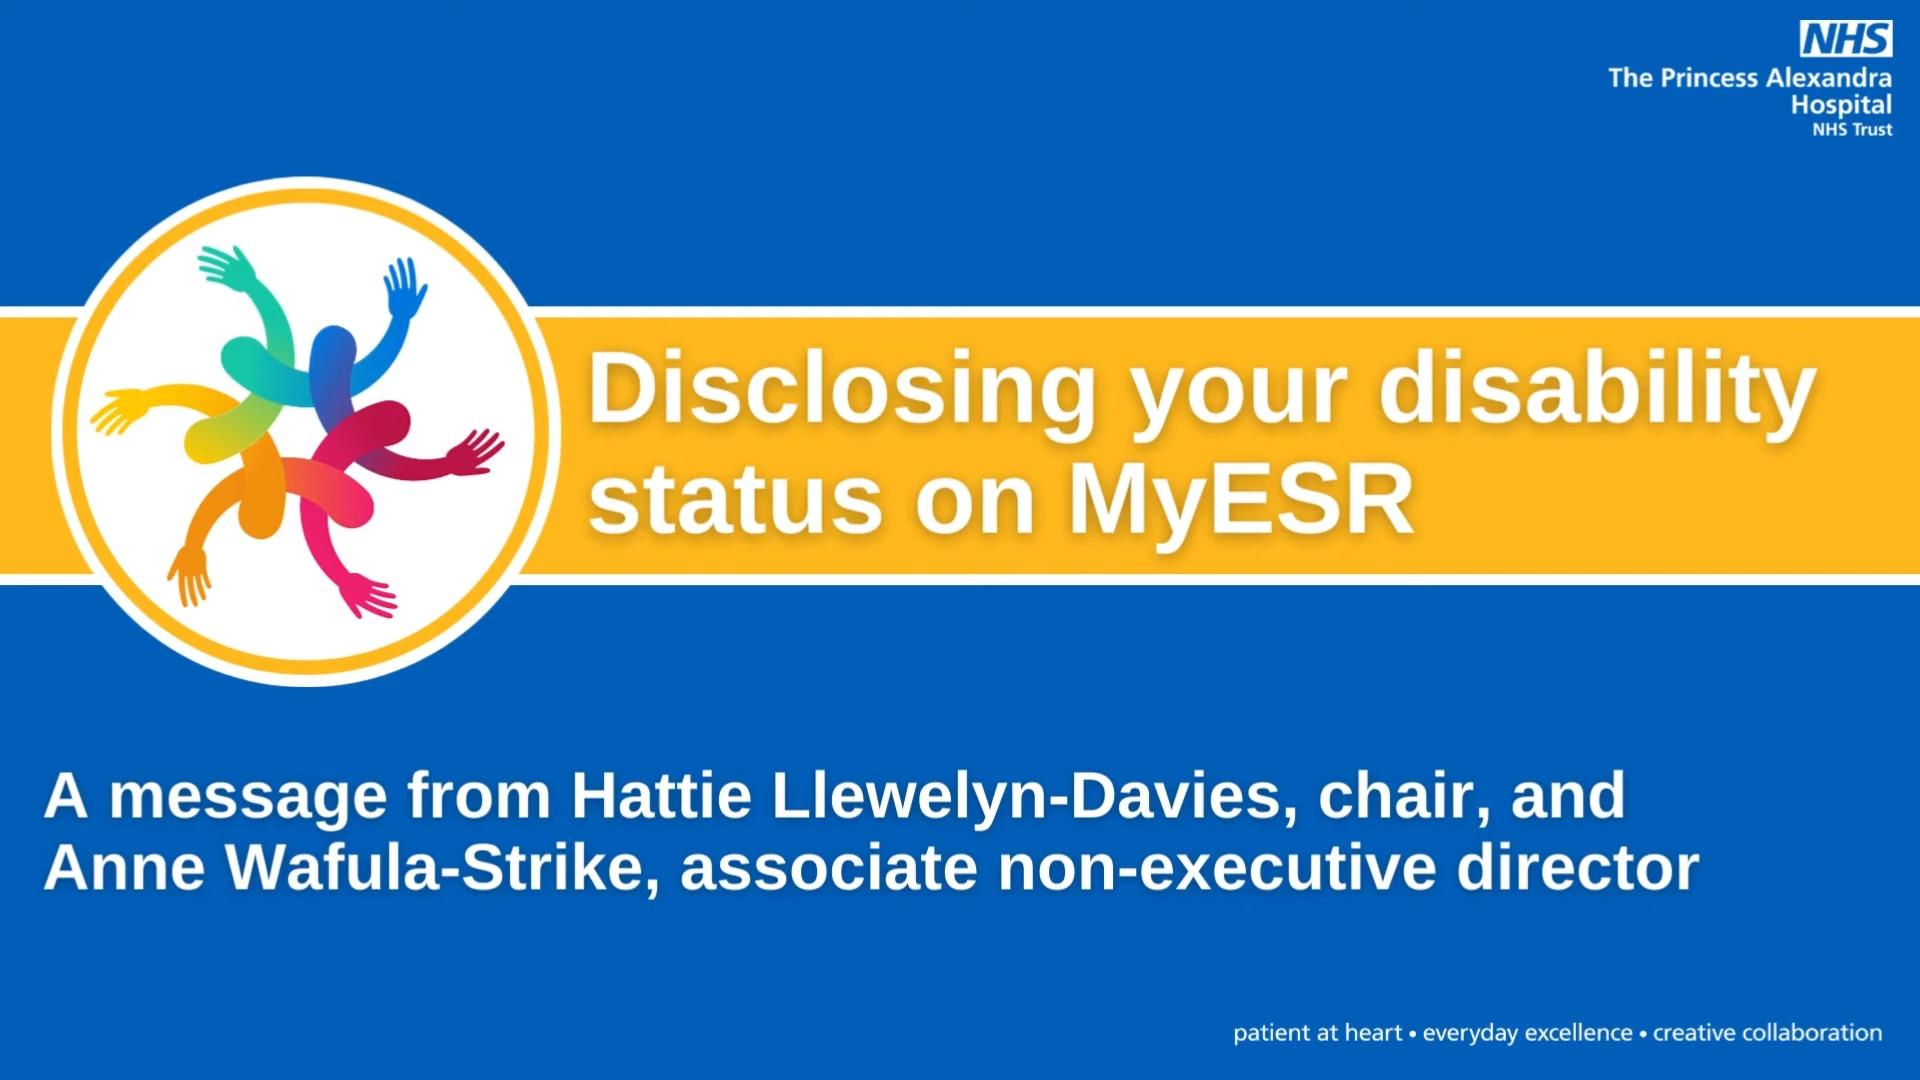 NHS
The Princess Alexandra
Hospital
NHS Trust
Disclosing your disability
status on MyESR
A message from Hattie Llewelyn-Davies, chair, and
Anne Wafula-Strike, associate non-executive director
patient at heart • everyday excellence • creative collaboration